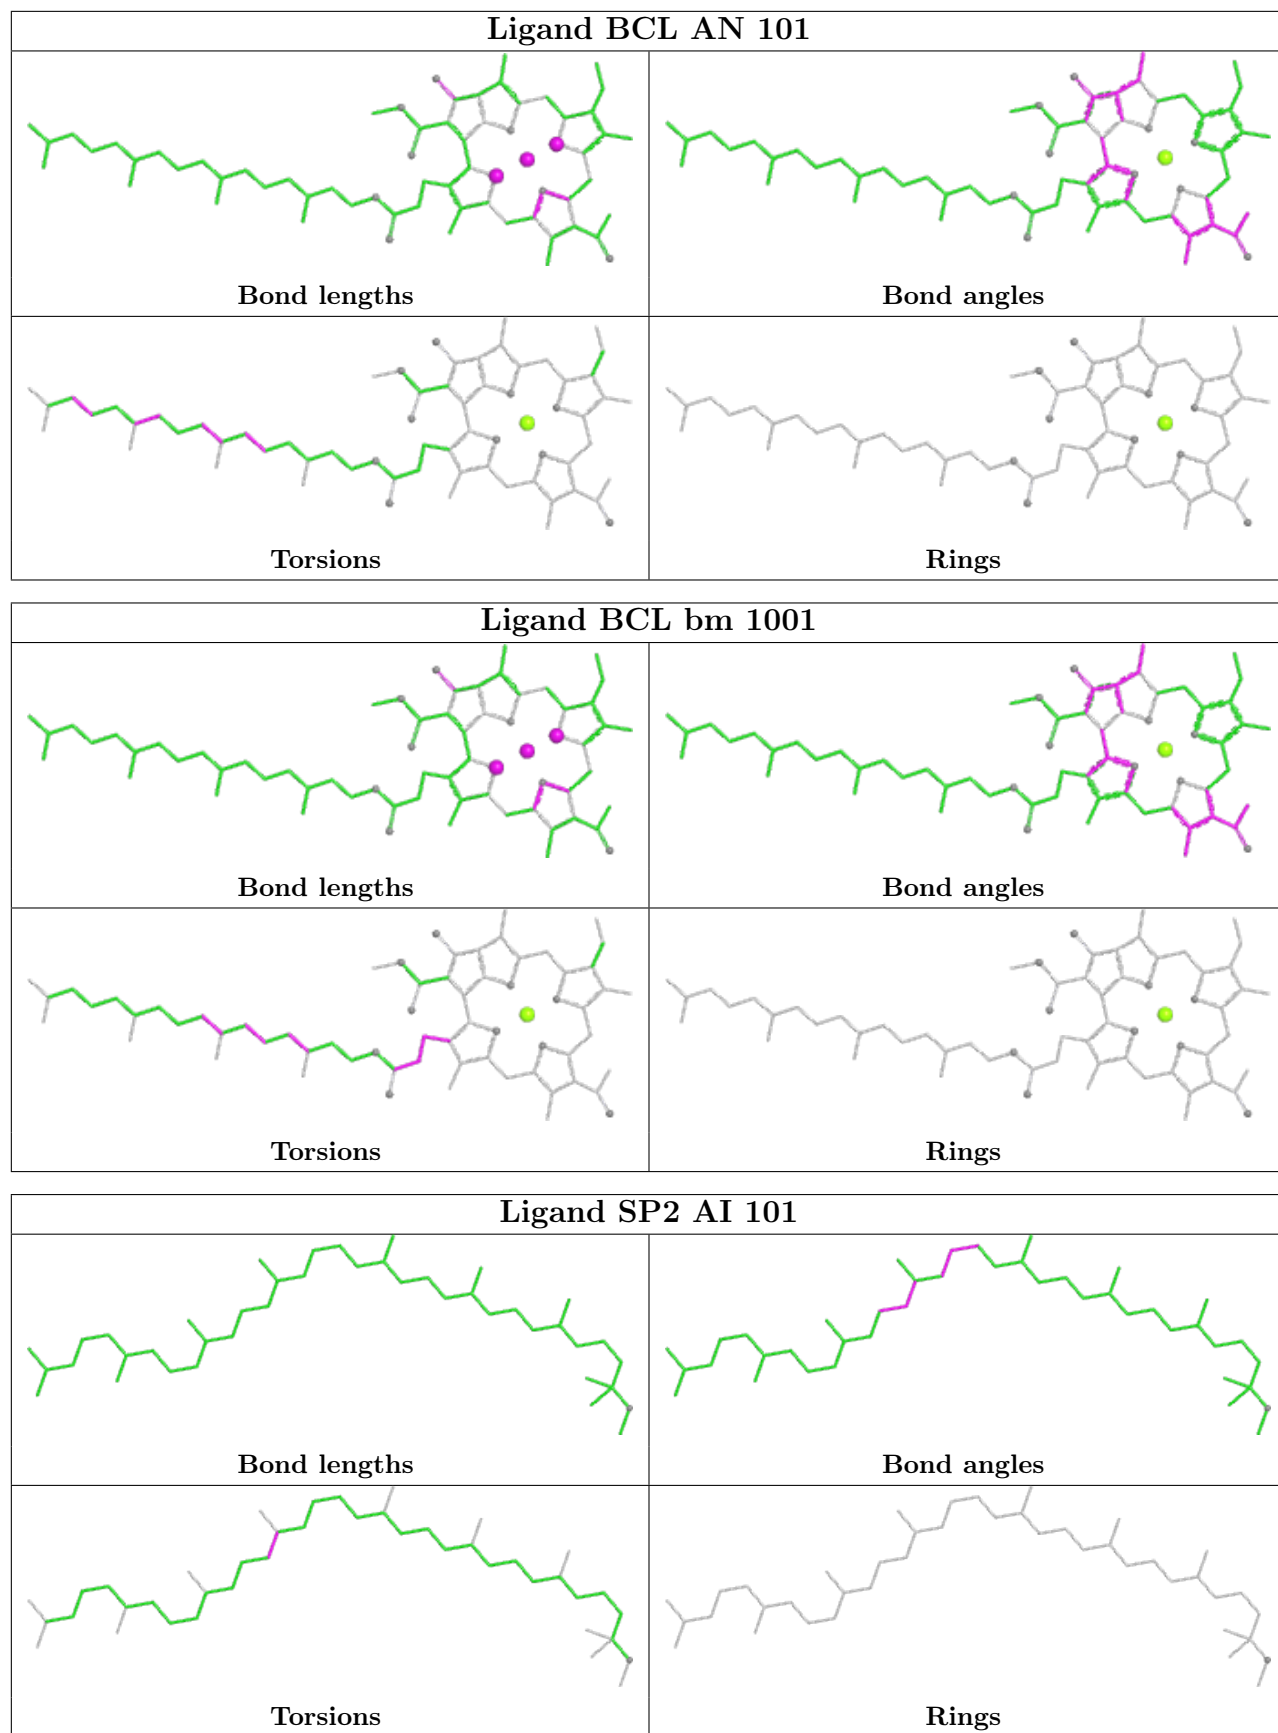 Ligand BCL AN 101
Bond lengths
Bond angles
Torsions
Rings
Ligand BCL bm 1001
Bond lengths
Bond angles
Torsions
Rings
Ligand SP2 AI 101
Bond lengths
Bond angles
Torsions
Rings